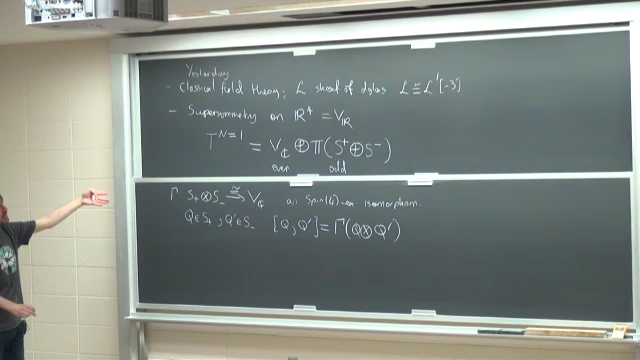 Yesterday
- Classical field theory; L sheaf of dglas L ≅ L^![-3]
- Supersymmetry on ℝ⁴ = V_ℝ
T^{N=1} = V_ℂ ⊕ Π(S⁺ ⊕ S⁻)
even odd
Γ S₊ ⊗ S₋ ≅→ V_ℂ an Spin(4)-eq isomorphism.
Q ∈ S₊, Q' ∈ S₋ [Q, Q'] = Γ(Q ⊗ Q')